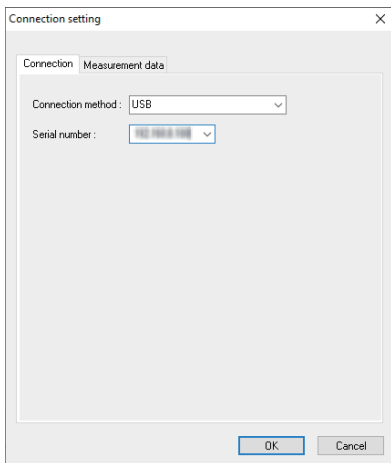 Connection setting
Connection Measurement data
Connection method : USB
Serial number :
OK Cancel